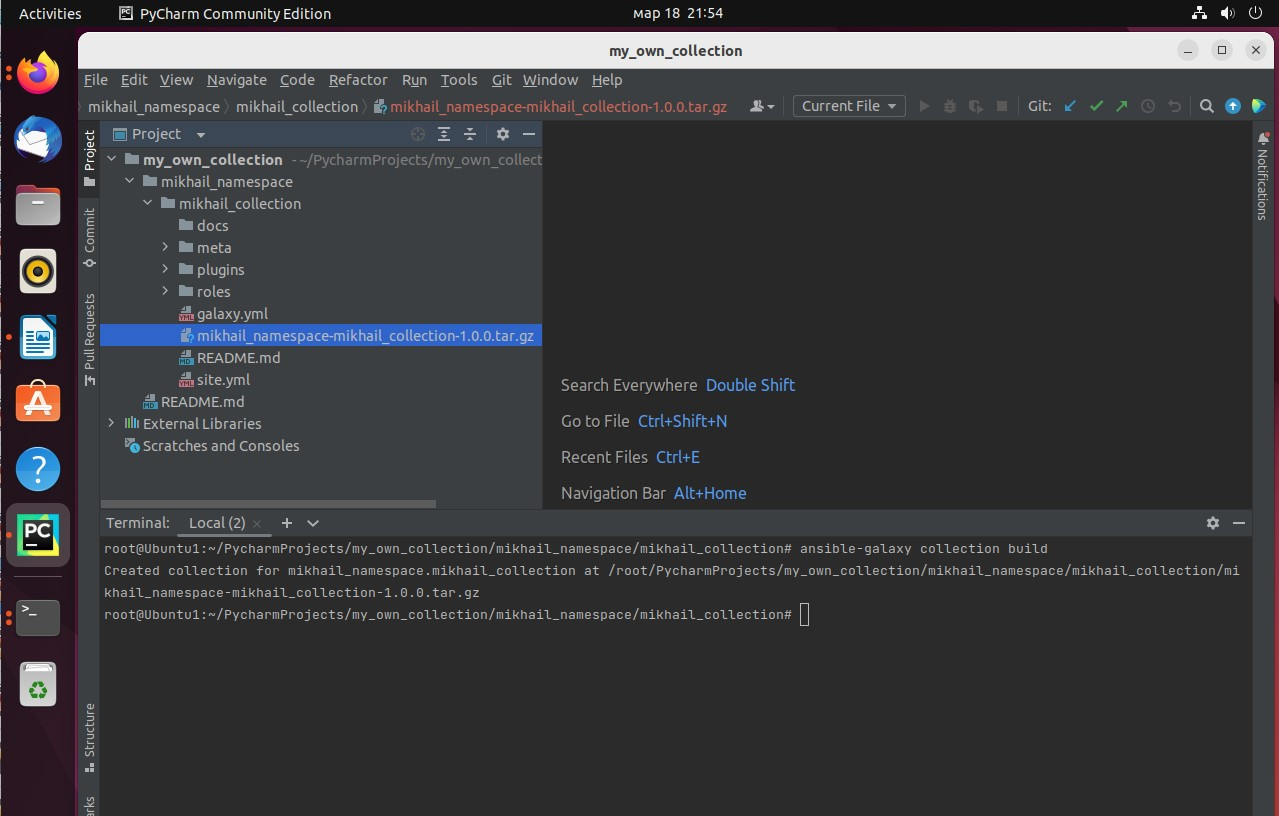 Activities PyCharm Community Edition мар 18 21:54
my_own_collection
File Edit View Navigate Code Refactor Run Tools Git Window Help
mikhail_namespace mikhail_collection mikhail_namespace-mikhail_collection-1.0.0.tar.gz Current File Git:
Project
my_own_collection ~/PycharmProjects/my_own_collect
mikhail_namespace
mikhail_collection
docs
meta
plugins
roles
galaxy.yml
mikhail_namespace-mikhail_collection-1.0.0.tar.gz
README.md
site.yml
README.md
External Libraries
Scratches and Consoles
Project
Commit
Pull Requests
Structure
arks
Notifications
Search Everywhere Double Shift
Go to File Ctrl+Shift+N
Recent Files Ctrl+E
Navigation Bar Alt+Home
Terminal: Local (2)
root@Ubuntu1:~/PycharmProjects/my_own_collection/mikhail_namespace/mikhail_collection# ansible-galaxy collection build
Created collection for mikhail_namespace.mikhail_collection at /root/PycharmProjects/my_own_collection/mikhail_namespace/mikhail_collection/mi
khail_namespace-mikhail_collection-1.0.0.tar.gz
root@Ubuntu1:~/PycharmProjects/my_own_collection/mikhail_namespace/mikhail_collection#
PC